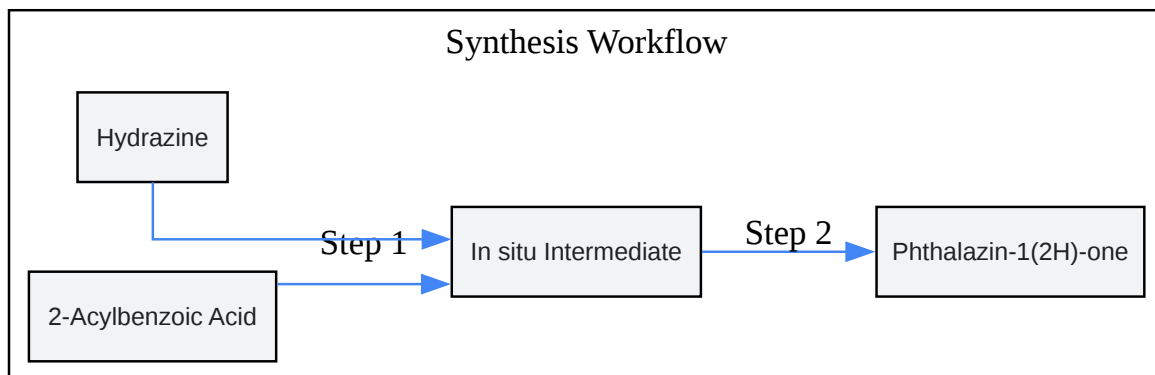 Synthesis Workflow
Hydrazine
Step 1
2-Acylbenzoic Acid
In situ Intermediate
Step 2
Phthalazin-1(2H)-one